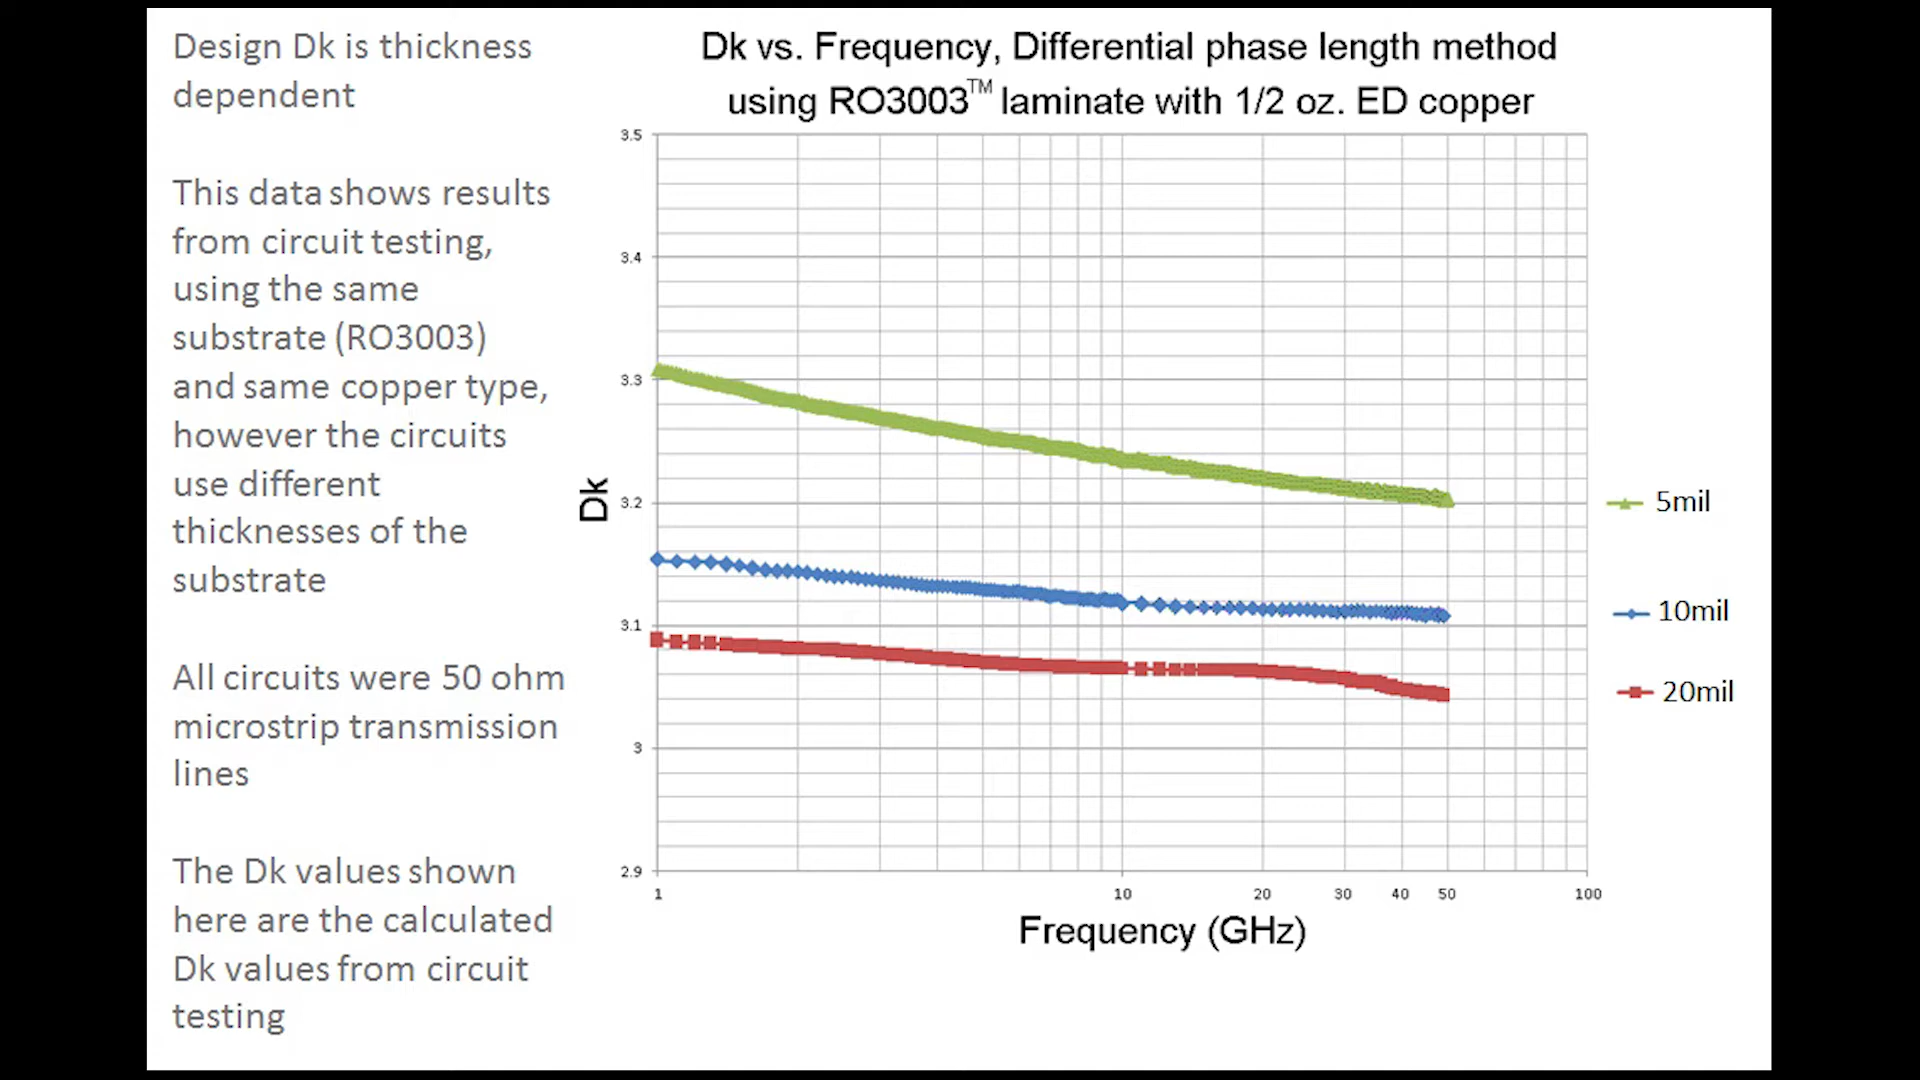 Design Dk is thickness
dependent
This data shows results
from circuit testing,
using the same
substrate (RO3003)
and same copper type,
however the circuits
use different
thicknesses of the
substrate
All circuits were 50 ohm
microstrip transmission
lines
The Dk values shown
here are the calculated
Dk values from circuit
testing
Dk vs. Frequency, Differential phase length method
using RO3003™ laminate with 1/2 oz. ED copper
3.5
3.4
3.3
3.2
3.1
3
2.9
Dk
1 10 20 30 40 50 100
Frequency (GHz)
5mil
10mil
20mil